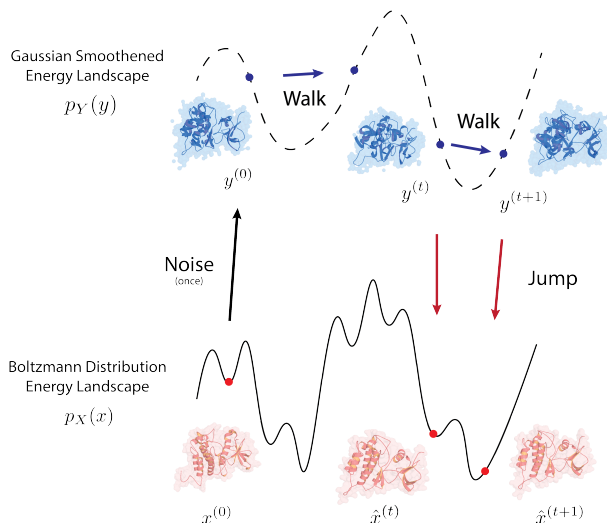 Gaussian Smoothened
Energy Landscape
p_Y(y)
Walk
Walk
y^{(0)}
y^{(t)}
y^{(t+1)}
Noise
(once)
Jump
Boltzmann Distribution
Energy Landscape
p_X(x)
x^{(0)}
x̂^{(t)}
x̂^{(t+1)}